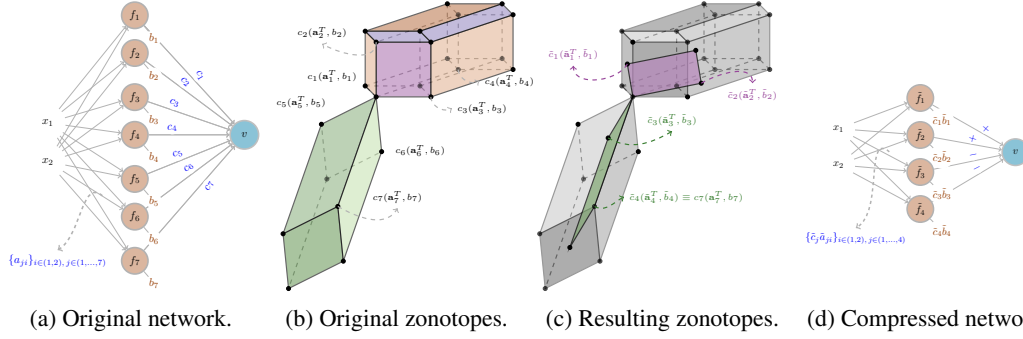 f₁
b₁
f₂
b₂
f₃
b₃
f₄
b₄
f₅
b₅
f₆
b₆
f₇
b₇
x₁
x₂
c₁
c₂
c₃
c₄
c₅
c₆
c₇
v
{a_{ji}}_{i∈(1,2), j∈(1,...,7)}
(a) Original network.
c₂(a₂ᵀ, b₂)
c₁(a₁ᵀ, b₁)
c₄(a₄ᵀ, b₄)
c₅(a₅ᵀ, b₅)
c₃(a₃ᵀ, b₃)
c₆(a₆ᵀ, b₆)
c₇(a₇ᵀ, b₇)
(b) Original zonotopes.
c̃₁(ã₁ᵀ, b̃₁)
c̃₂(ã₂ᵀ, b̃₂)
c̃₃(ã₃ᵀ, b̃₃)
c̃₄(ã₄ᵀ, b̃₄) ≡ c₇(a₇ᵀ, b₇)
(c) Resulting zonotopes.
f̃₁
c̃₁b̃₁
f̃₂
c̃₂b̃₂
f̃₃
c̃₃b̃₃
f̃₄
c̃₄b̃₄
x₁
x₂
+
+
−
−
v
{c̃ⱼãⱼᵢ}_{i∈(1,2), j∈(1,...,4)}
(d) Compressed netwo